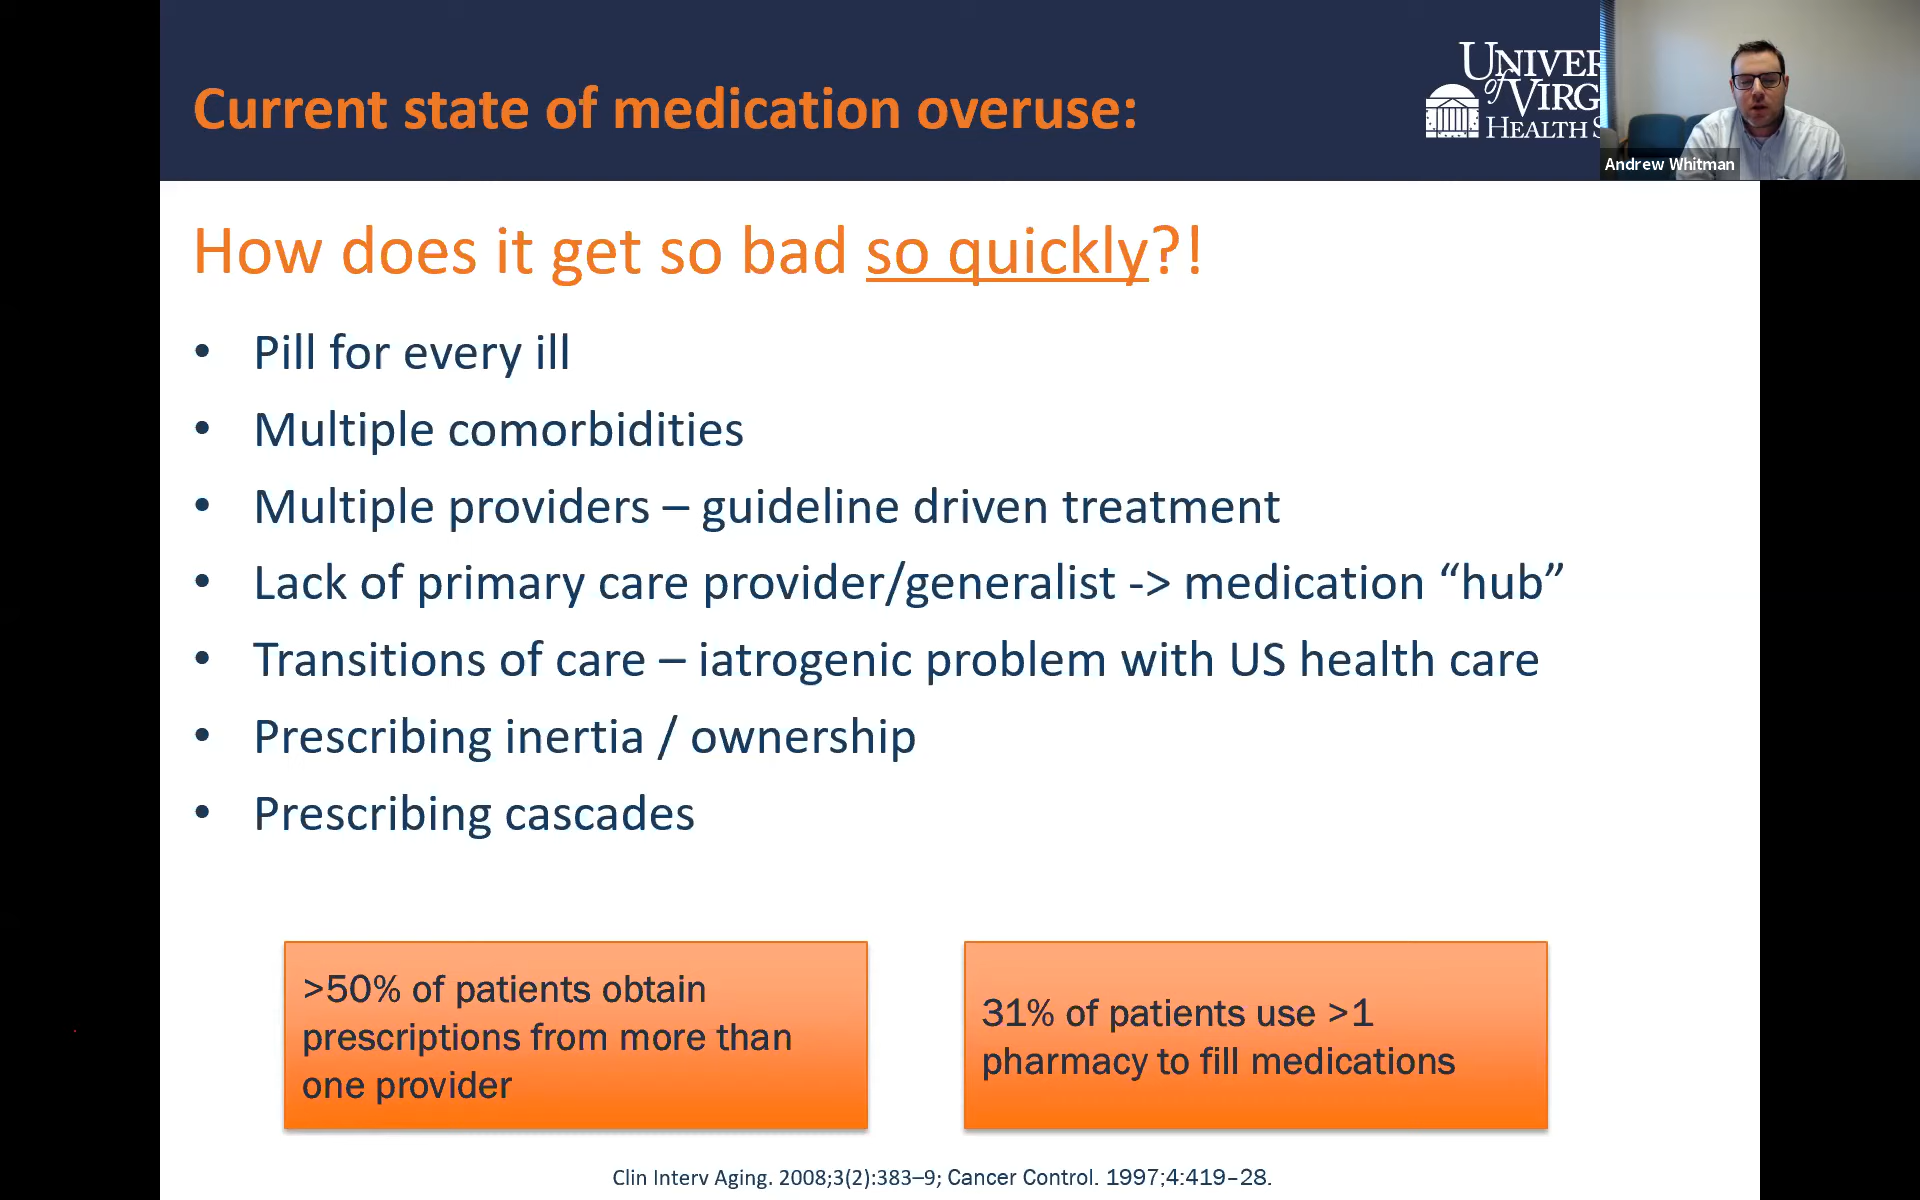 Current state of medication overuse:
UNIVER
of VIRG
HEALTH S
Andrew Whitman
How does it get so bad so quickly?!
• Pill for every ill
• Multiple comorbidities
• Multiple providers – guideline driven treatment
• Lack of primary care provider/generalist -> medication “hub”
• Transitions of care – iatrogenic problem with US health care
• Prescribing inertia / ownership
• Prescribing cascades
>50% of patients obtain
prescriptions from more than
one provider
31% of patients use >1
pharmacy to fill medications
Clin Interv Aging. 2008;3(2):383–9; Cancer Control. 1997;4:419–28.